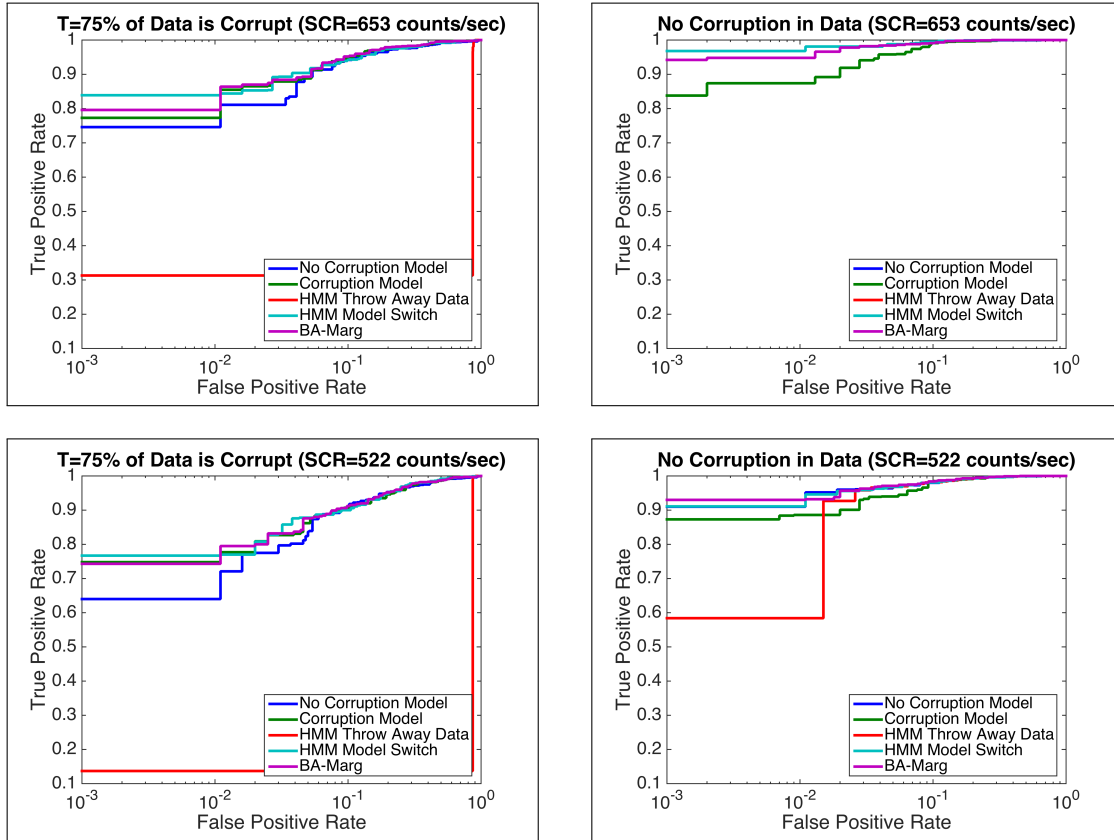 T=75% of Data is Corrupt (SCR=653 counts/sec)
1
0.9
0.8
0.7
0.6
0.5
0.4
0.3
0.2
0.1
True Positive Rate
No Corruption Model
Corruption Model
HMM Throw Away Data
HMM Model Switch
BA-Marg
10^-3 10^-2 10^-1 10^0
False Positive Rate
No Corruption in Data (SCR=653 counts/sec)
1
0.9
0.8
0.7
0.6
0.5
0.4
0.3
0.2
0.1
True Positive Rate
No Corruption Model
Corruption Model
HMM Throw Away Data
HMM Model Switch
BA-Marg
10^-3 10^-2 10^-1 10^0
False Positive Rate
T=75% of Data is Corrupt (SCR=522 counts/sec)
1
0.9
0.8
0.7
0.6
0.5
0.4
0.3
0.2
0.1
True Positive Rate
No Corruption Model
Corruption Model
HMM Throw Away Data
HMM Model Switch
BA-Marg
10^-3 10^-2 10^-1 10^0
False Positive Rate
No Corruption in Data (SCR=522 counts/sec)
1
0.9
0.8
0.7
0.6
0.5
0.4
0.3
0.2
0.1
True Positive Rate
No Corruption Model
Corruption Model
HMM Throw Away Data
HMM Model Switch
BA-Marg
10^-3 10^-2 10^-1 10^0
False Positive Rate